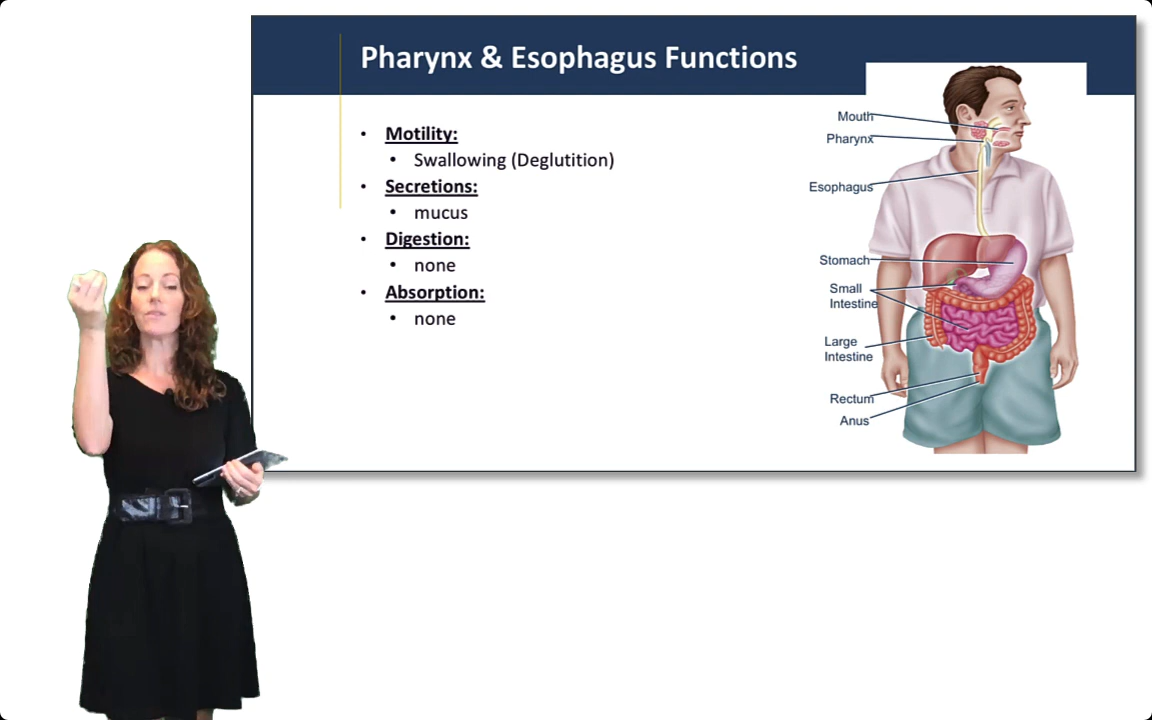 Pharynx & Esophagus Functions
• Motility:
• Swallowing (Deglutition)
• Secretions:
• mucus
• Digestion:
• none
• Absorption:
• none
Mouth
Pharynx
Esophagus
Stomach
Small
Intestine
Large
Intestine
Rectum
Anus